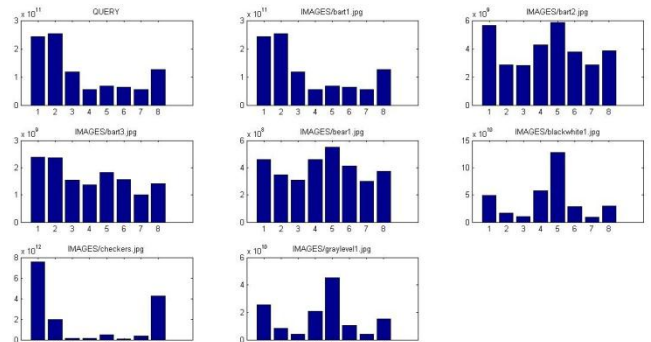 QUERY
x 10^11
3
2
1
0
1 2 3 4 5 6 7 8
IMAGES/bart1.jpg
x 10^11
3
2
1
0
1 2 3 4 5 6 7 8
IMAGES/bart2.jpg
x 10^9
6
4
2
0
1 2 3 4 5 6 7 8
IMAGES/bart3.jpg
x 10^9
3
2
1
0
1 2 3 4 5 6 7 8
IMAGES/bear1.jpg
x 10^8
6
4
2
0
1 2 3 4 5 6 7 8
IMAGES/blackwhite1.jpg
x 10^10
15
10
5
0
1 2 3 4 5 6 7 8
IMAGES/checkers.jpg
x 10^12
8
6
4
2
0
IMAGES/graylevel1.jpg
x 10^10
6
4
2
0